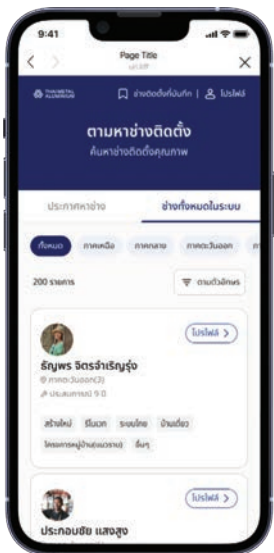 9:41
Page Title
THAI METAL
ALUMINIUM
ช่างติดตั้งที่บันทึก | โปรไฟล์
ตามหาช่างติดตั้ง
ค้นหาช่างติดตั้งคุณภาพ
ประกาศหาช่าง ช่างทั้งหมดในระบบ
ทั้งหมด ภาคเหนือ ภาคกลาง ภาคตะวันออก
200 รายการ ตามตัวอักษร
โปรไฟล์
ธัญพร จิตรจำเริญรุ่ง
ภาคตะวันออก(3)
ประสบการณ์ 9 ปี
สร้างใหม่ รีโนเวท ระบบไทย บ้านเดี่ยว
โครงการหมู่บ้าน(แนวราบ) อื่นๆ
โปรไฟล์
ประกอบชัย แสงสูง